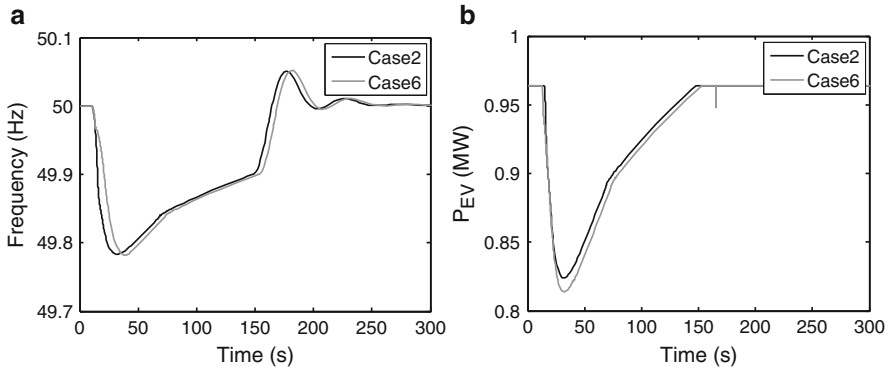 a
50.1
50
49.9
49.8
49.7
Frequency (Hz)
Case2
Case6
0 50 100 150 200 250 300
Time (s)
b
1
0.95
0.9
0.85
0.8
PEV (MW)
Case2
Case6
0 50 100 150 200 250 300
Time (s)